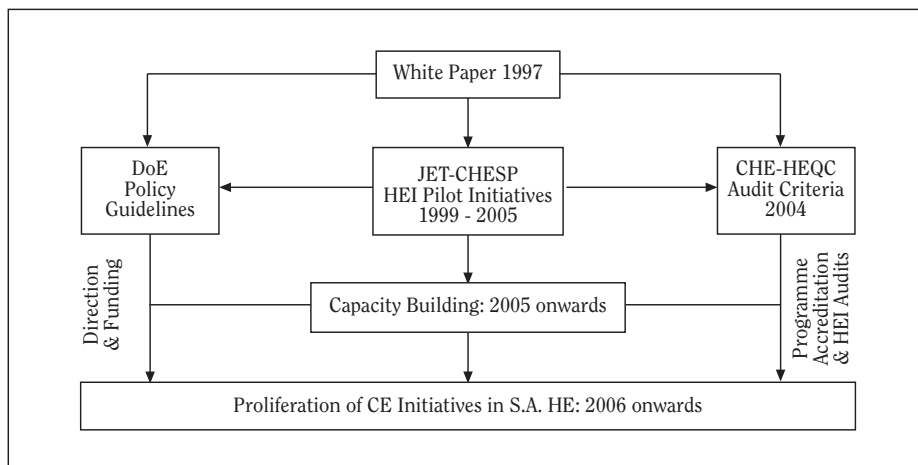 White Paper 1997
DoE
Policy
Guidelines
JET-CHESP
HEI Pilot Initiatives
1999 - 2005
CHE-HEQC
Audit Criteria
2004
Direction
& Funding
Capacity Building: 2005 onwards
Programme
Accreditation
& HEI Audits
Proliferation of CE Initiatives in S.A. HE: 2006 onwards